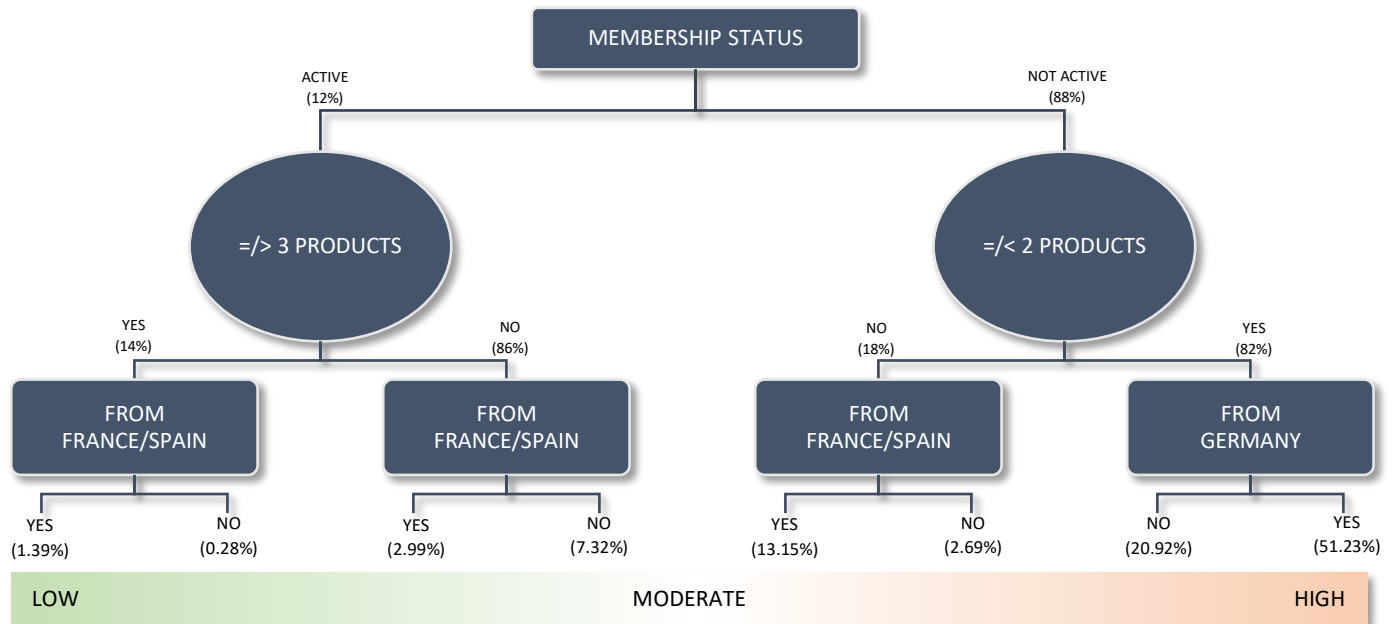 MEMBERSHIP STATUS
ACTIVE
(12%)
NOT ACTIVE
(88%)
=/> 3 PRODUCTS
=/< 2 PRODUCTS
YES
(14%)
NO
(86%)
NO
(18%)
YES
(82%)
FROM
FRANCE/SPAIN
FROM
FRANCE/SPAIN
FROM
FRANCE/SPAIN
FROM
GERMANY
YES
(1.39%)
NO
(0.28%)
YES
(2.99%)
NO
(7.32%)
YES
(13.15%)
NO
(2.69%)
NO
(20.92%)
YES
(51.23%)
LOW MODERATE HIGH